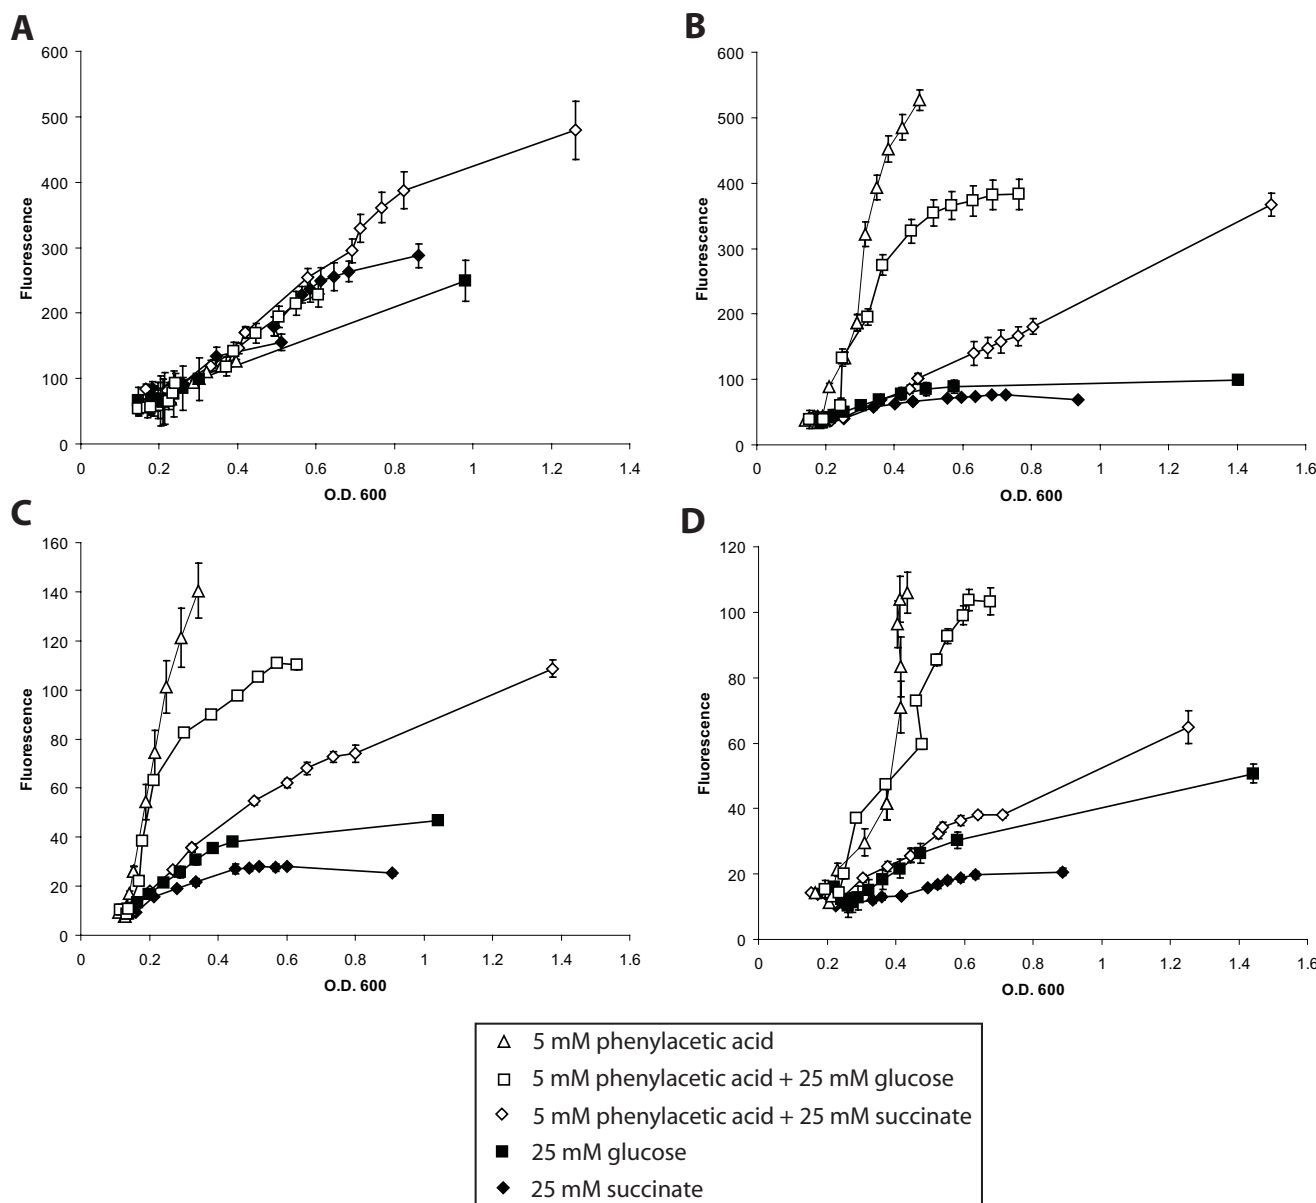 A
600
500
400
300
200
100
0
Fluorescence
0 0.2 0.4 0.6 0.8 1 1.2 1.4
O.D. 600
B
600
500
400
300
200
100
0
Fluorescence
0 0.2 0.4 0.6 0.8 1 1.2 1.4 1.6
O.D. 600
C
160
140
120
100
80
60
40
20
0
Fluorescence
0 0.2 0.4 0.6 0.8 1 1.2 1.4 1.6
O.D. 600
D
120
100
80
60
40
20
0
Fluorescence
0 0.2 0.4 0.6 0.8 1 1.2 1.4 1.6
O.D. 600
5 mM phenylacetic acid
5 mM phenylacetic acid + 25 mM glucose
5 mM phenylacetic acid + 25 mM succinate
25 mM glucose
25 mM succinate